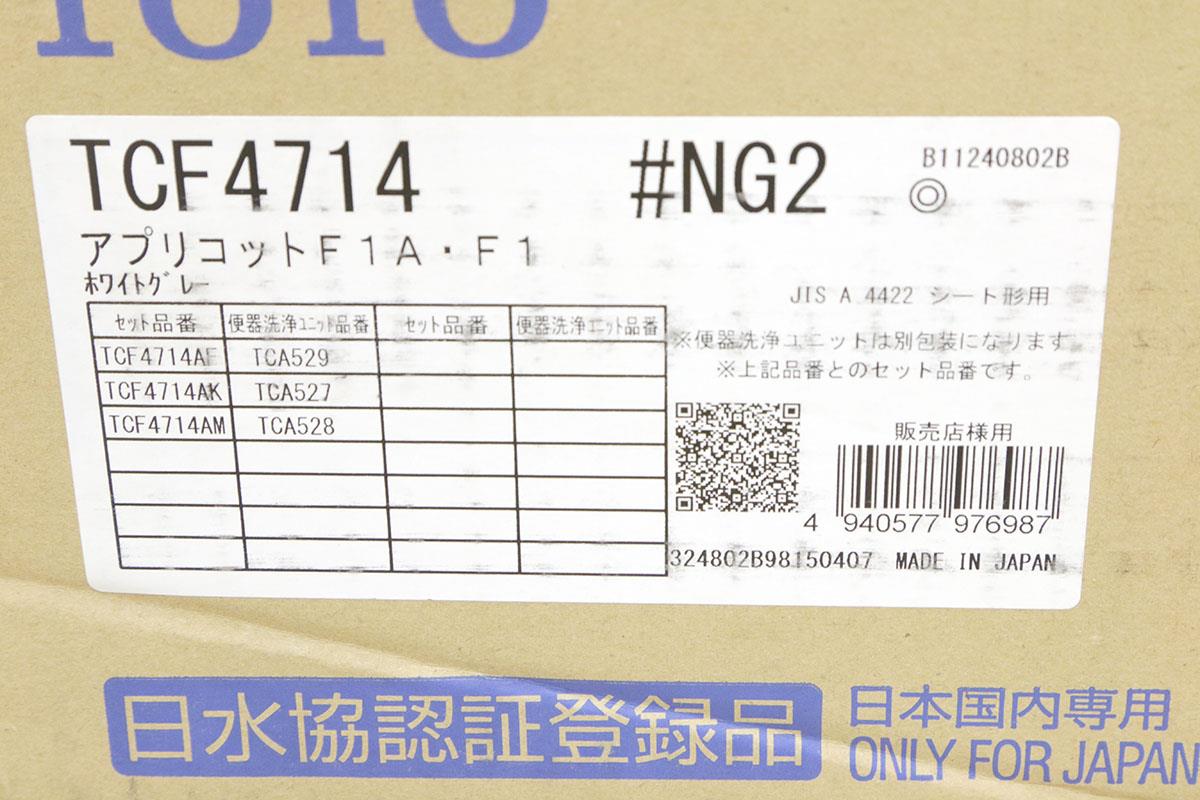 TOTO
TCF4714 #NG2 B11240802B
◎
アプリコットF1A・F1
ホワイトグレー
JIS A 4422 シート形用
セット品番 便器洗浄ユニット品番 セット品番 便器洗浄ユニット品番
TCF4714AF TCA529
TCF4714AK TCA527
TCF4714AM TCA528
※便器洗浄ユニットは別包装になります
※上記品番とのセット品番です。
販売店様用
4 940577 976987
324802B98150407 MADE IN JAPAN
日水協認証登録品
日本国内専用
ONLY FOR JAPAN